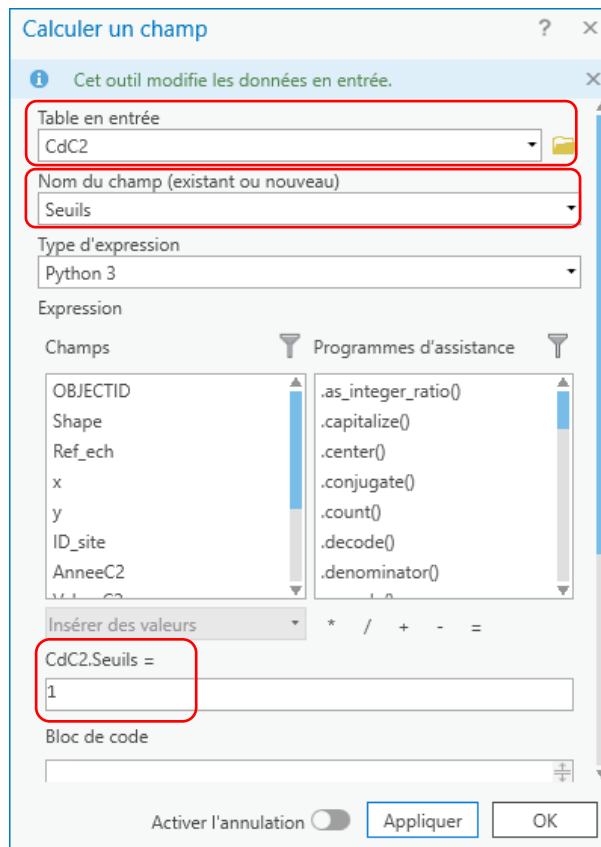 Calculer un champ ? ×
Cet outil modifie les données en entrée. ×
Table en entrée
CdC2
Nom du champ (existant ou nouveau)
Seuils
Type d'expression
Python 3
Expression
Champs
Programmes d'assistance
OBJECTID
Shape
Ref_ech
x
y
ID_site
AnneeC2
.as_integer_ratio()
.capitalize()
.center()
.conjugate()
.count()
.decode()
.denominator()
Insérer des valeurs
* / + - =
CdC2.Seuils =
1
Bloc de code
Activer l'annulation
Appliquer
OK